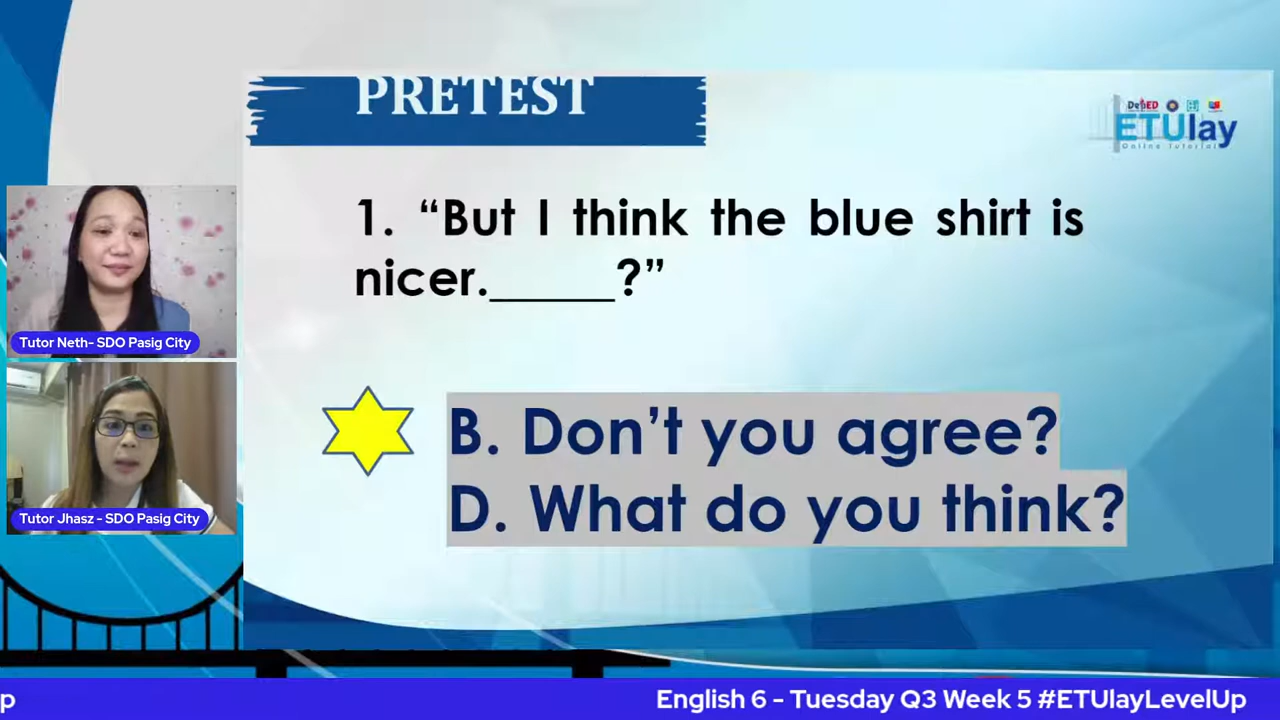 PRETEST
DepED
ETUlay
Online Tutorial
1. “But I think the blue shirt is
nicer._____?”
B. Don’t you agree?
D. What do you think?
Tutor Neth- SDO Pasig City
Tutor Jhasz - SDO Pasig City
p
English 6 - Tuesday Q3 Week 5 #ETUlayLevelUp